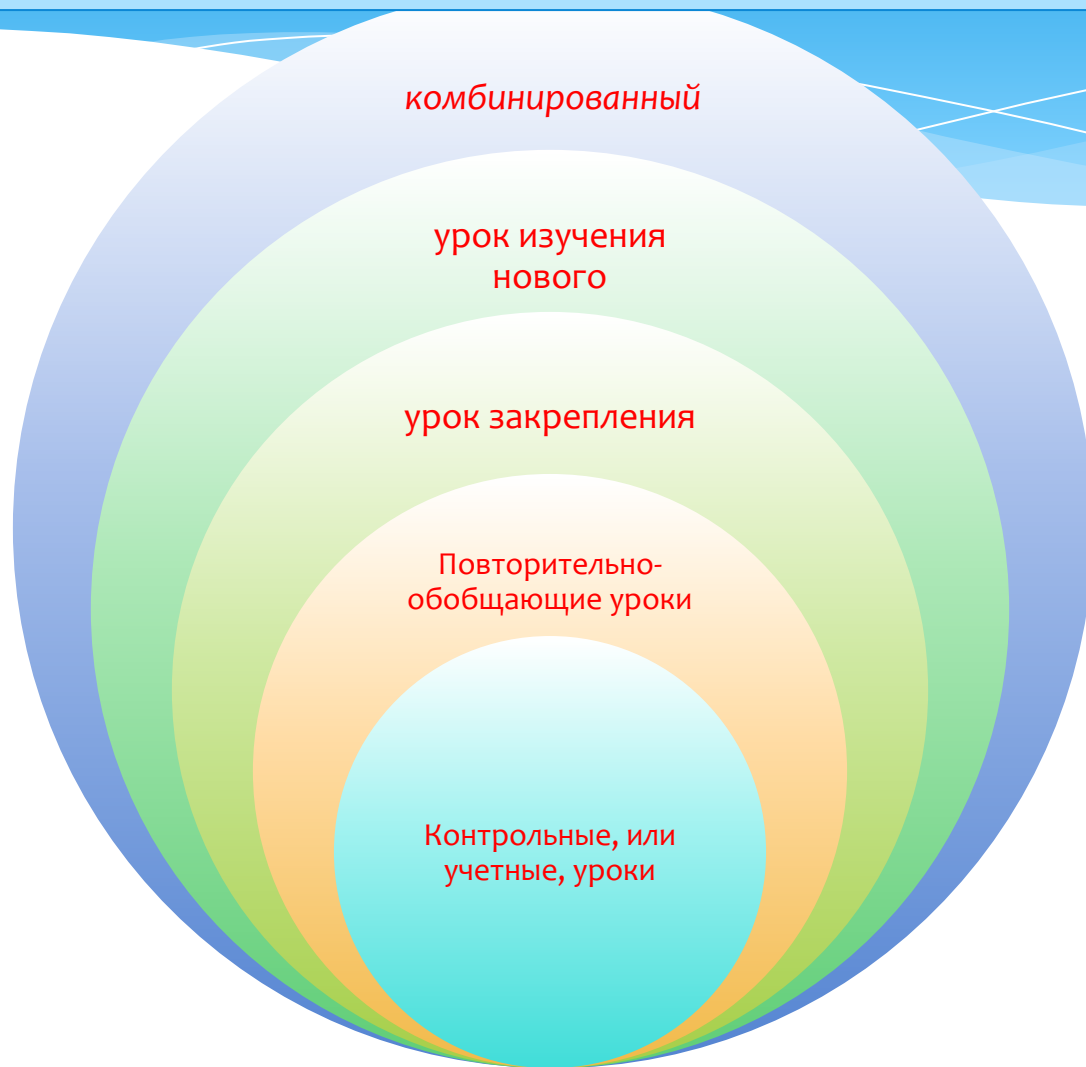 комбинированный
урок изучения
нового
урок закрепления
Повторительно-
обобщающие уроки
Контрольные, или
учетные, уроки